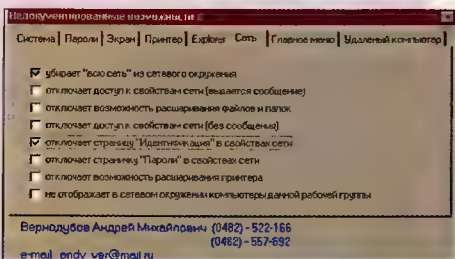 Недокументированные возможности
Система Пароли Экран Принтер Explorer Сеть Главное меню Удаленый компьютер
убирает "всю сеть" из сетевого окружения
отключает доступ к свойствам сети (выдается сообщение)
отключает возможность расшаривания файлов и папок
отключает доступ к свойствам сети (без сообщения)
отключает страницу "Идентификация" в свойствах сети
отключает страничку "Пароли" в свойствах сети
отключает возможность расшаривания принтера
не отображает в сетевом окружении компьютеры данной рабочей группы
Вернодубов Андрей Михайлович (0482) - 522-166
(0482) - 557-692
e-mail andy_ver@mail.ru